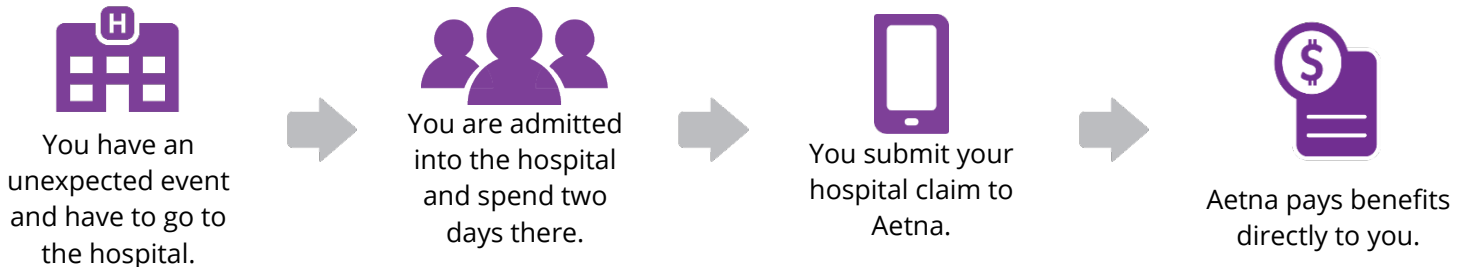 H
You have an
unexpected event
and have to go to
the hospital.
You are admitted
into the hospital
and spend two
days there.
You submit your
hospital claim to
Aetna.
$
Aetna pays benefits
directly to you.